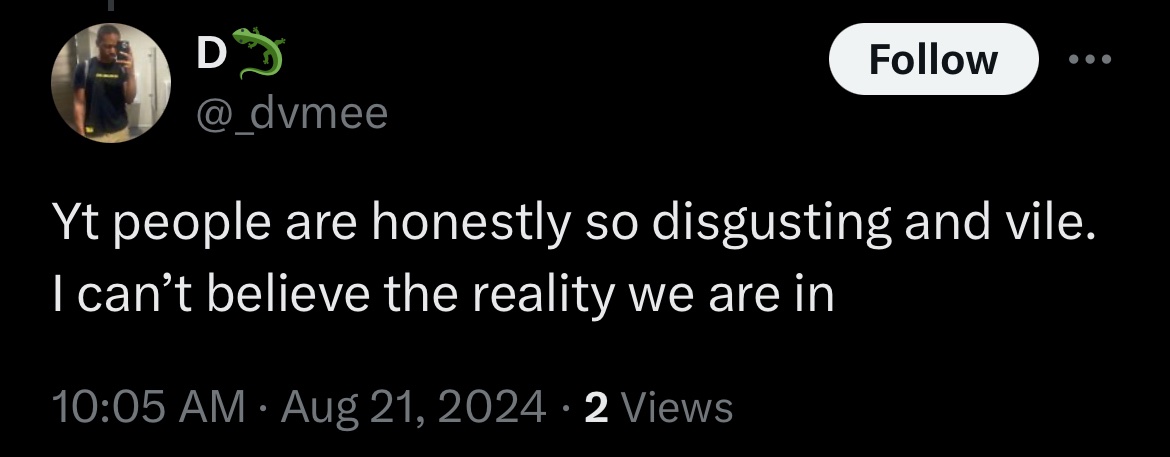 D🦎
Follow
@_dvmee
Yt people are honestly so disgusting and vile.
I can’t believe the reality we are in
10:05 AM · Aug 21, 2024 · 2 Views